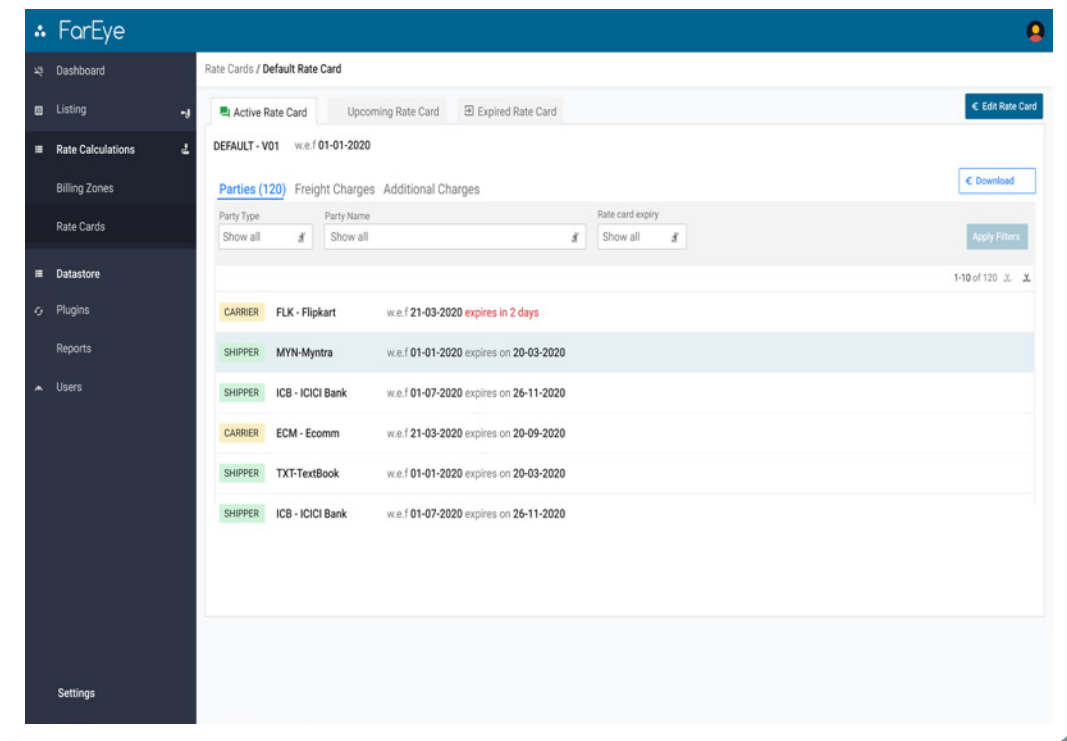 FarEye
Dashboard
Listing
Rate Calculations
Billing Zones
Rate Cards
Datastore
Plugins
Reports
Users
Settings
Rate Cards / Default Rate Card
Active Rate Card Upcoming Rate Card Expired Rate Card € Edit Rate Card
DEFAULT - V01 w.e.f 01-01-2020
Parties (120) Freight Charges Additional Charges € Download
Party Type Party Name Rate card expiry
Show all Show all Show all Apply Filters
1-10 of 120
CARRIER FLK - Flipkart w.e.f 21-03-2020 expires in 2 days
SHIPPER MYN-Myntra w.e.f 01-01-2020 expires on 20-03-2020
SHIPPER ICB - ICICI Bank w.e.f 01-07-2020 expires on 26-11-2020
CARRIER ECM - Ecomm w.e.f 21-03-2020 expires on 20-09-2020
SHIPPER TXT-TextBook w.e.f 01-01-2020 expires on 20-03-2020
SHIPPER ICB - ICICI Bank w.e.f 01-07-2020 expires on 26-11-2020